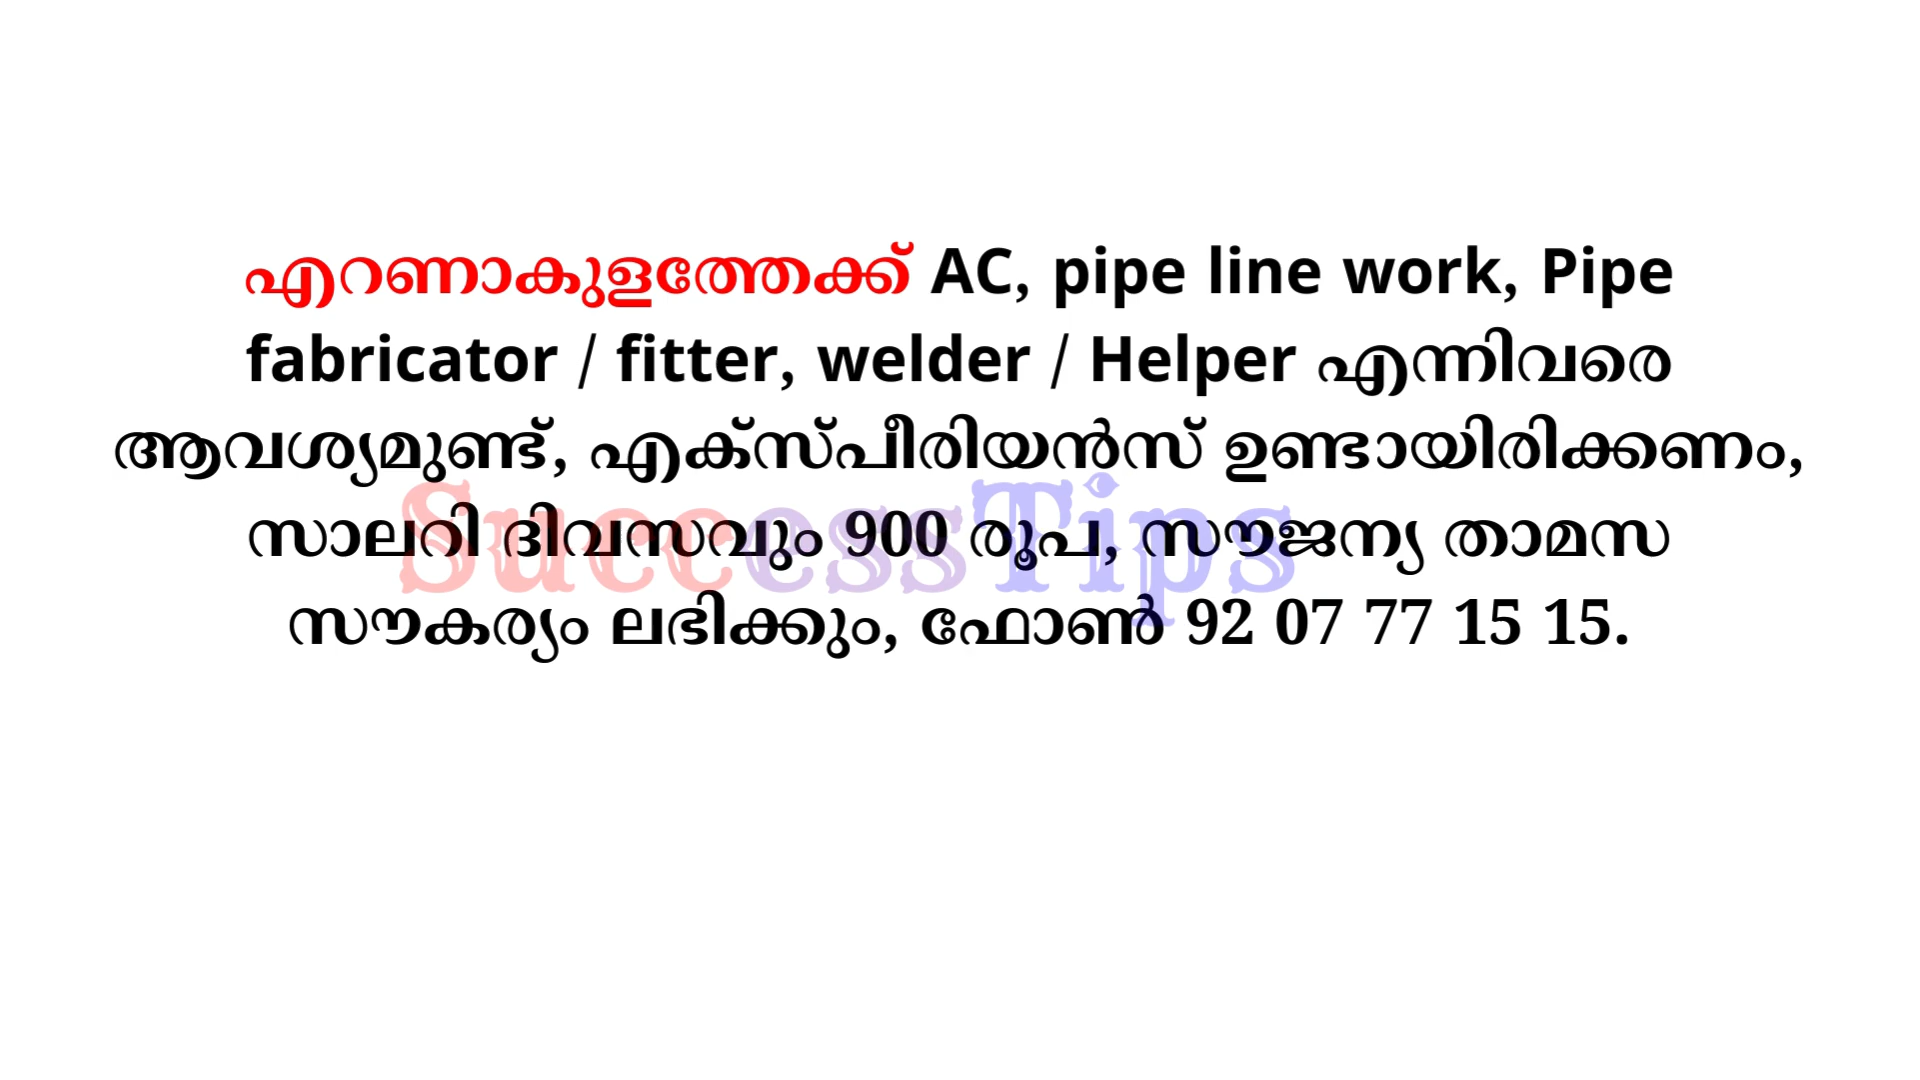 എറണാകുളത്തേക്ക് AC, pipe line work, Pipe
fabricator / fitter, welder / Helper എന്നിവരെ
ആവശ്യമുണ്ട്, എക്സ്പീരിയൻസ് ഉണ്ടായിരിക്കണം,
സാലറി ദിവസവും 900 രൂപ, സൗജന്യ താമസ
SuccessTips
സൗകര്യം ലഭിക്കും, ഫോൺ 92 07 77 15 15.